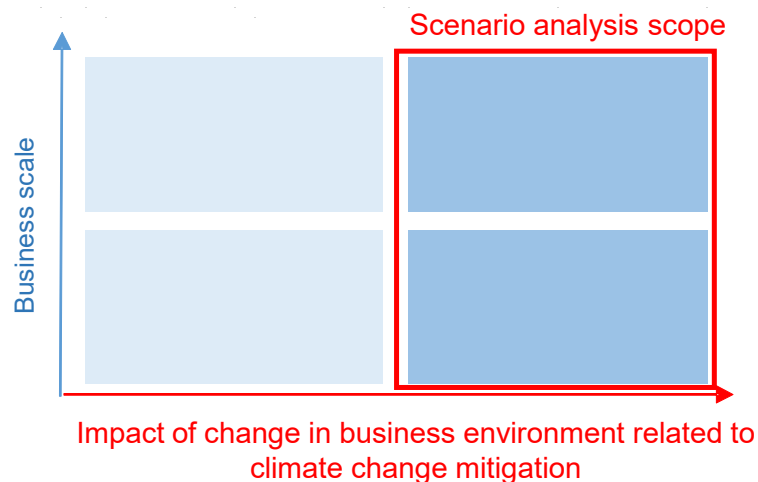 Scenario analysis scope
Business scale
Impact of change in business environment related to
climate change mitigation